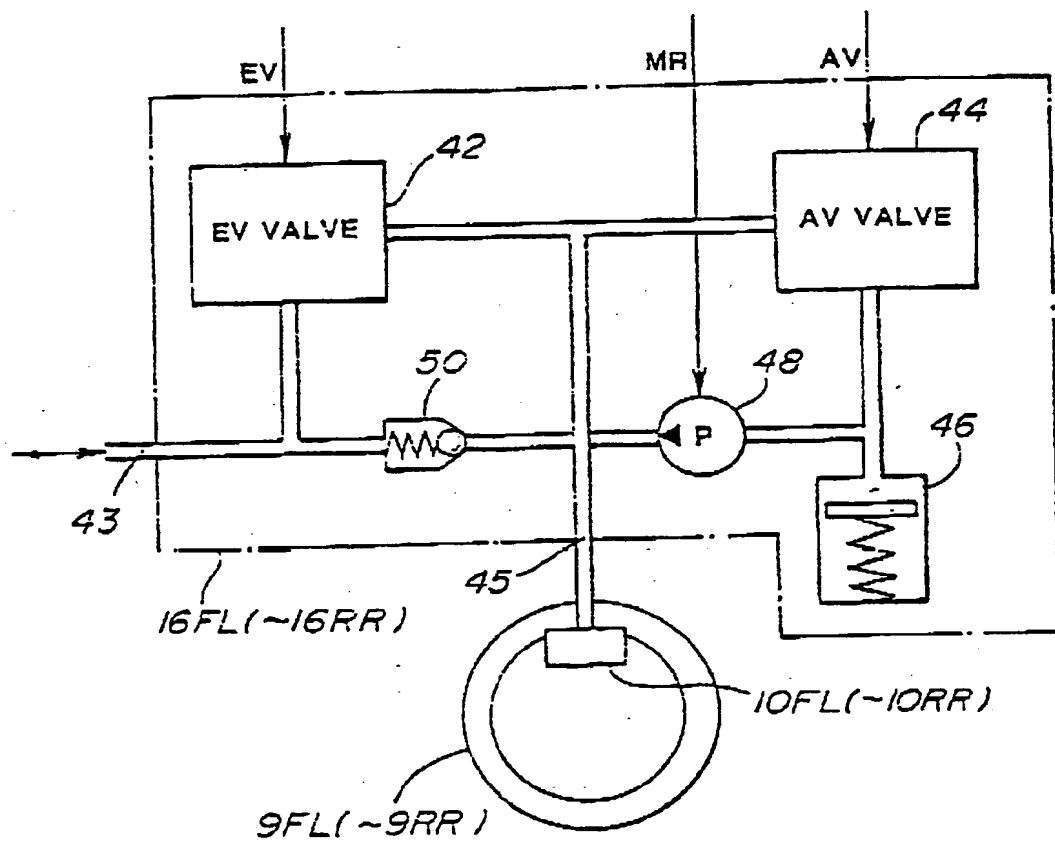 EV
MR
AV
42
44
EV VALVE
AV VALVE
50
48
P
46
43
45
16FL(~16RR)
10FL(~10RR)
9FL(~9RR)